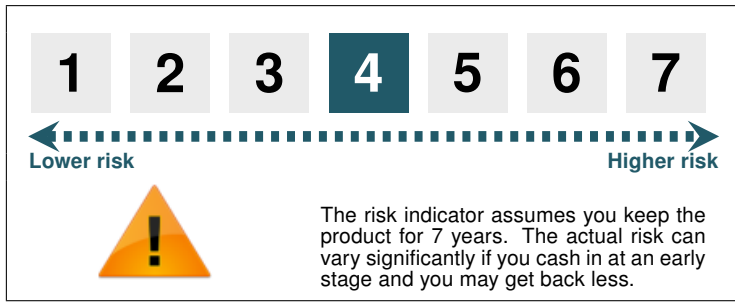 1 2 3 4 5 6 7
Lower risk Higher risk
!
The risk indicator assumes you keep the
product for 7 years. The actual risk can
vary significantly if you cash in at an early
stage and you may get back less.